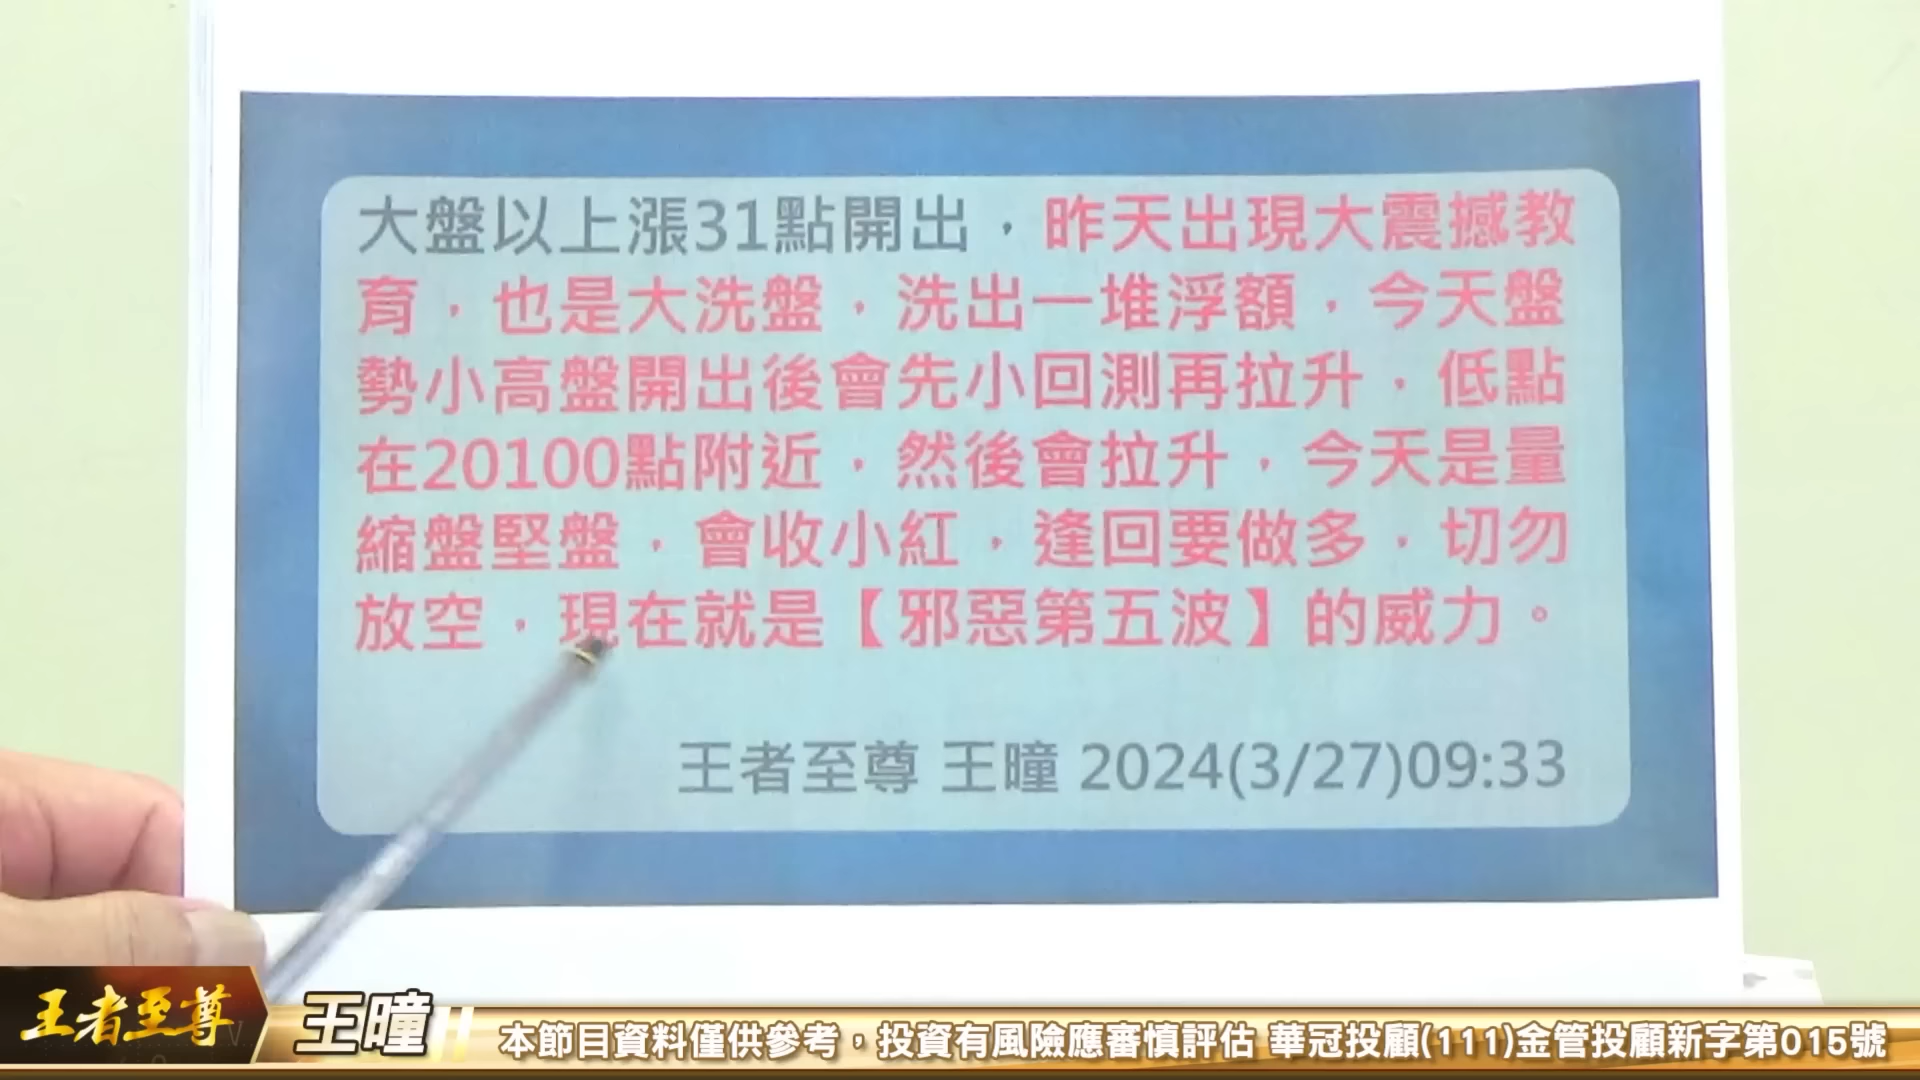 大盤以上漲31點開出，昨天出現大震撼教
育，也是大洗盤，洗出一堆浮額，今天盤
勢小高盤開出後會先小回測再拉升，低點
在20100點附近，然後會拉升，今天是量
縮盤堅盤，會收小紅，逢回要做多，切勿
放空，現在就是【邪惡第五波】的威力。
王者至尊 王曈 2024(3/27)09:33
王者至尊 王曈
本節目資料僅供參考，投資有風險應審慎評估 華冠投顧(111)金管投顧新字第015號